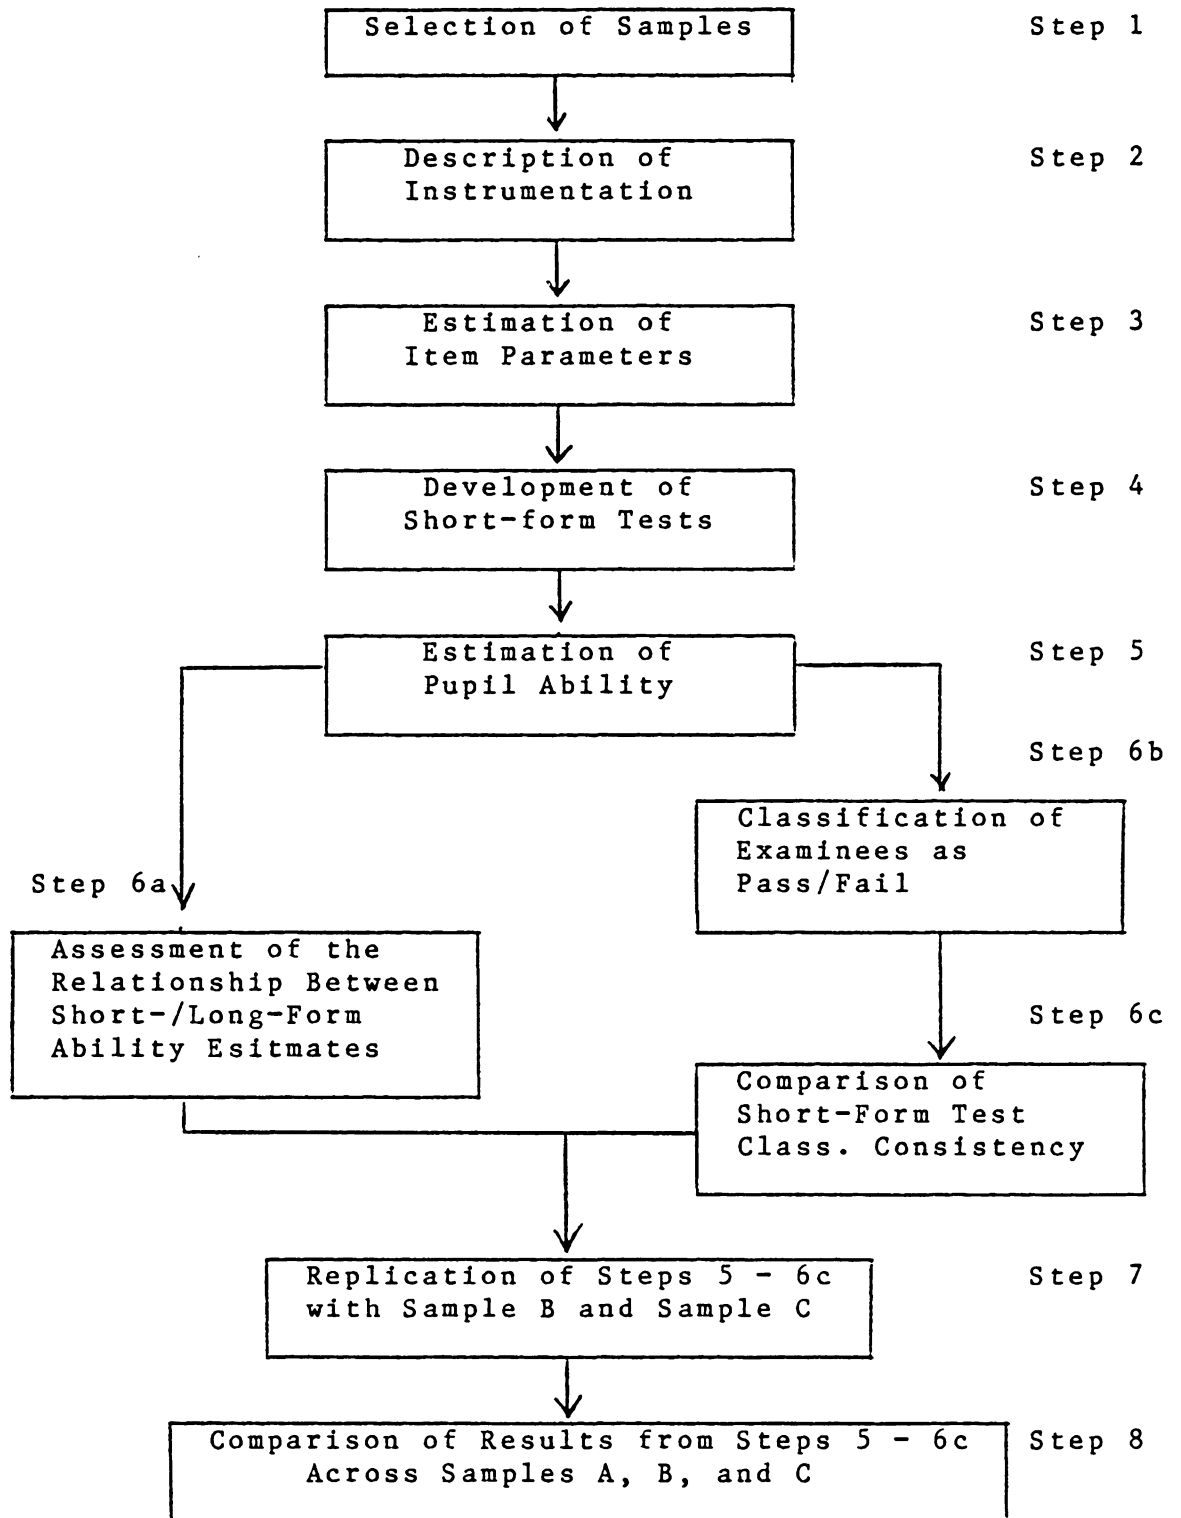 Selection of Samples
Step 1
Description of
Instrumentation
Step 2
Estimation of
Item Parameters
Step 3
Development of
Short-form Tests
Step 4
Estimation of
Pupil Ability
Step 5
Step 6b
Classification of
Examinees as
Pass/Fail
Step 6a
Assessment of the
Relationship Between
Short-/Long-Form
Ability Esitmates
Step 6c
Comparison of
Short-Form Test
Class. Consistency
Replication of Steps 5 - 6c
with Sample B and Sample C
Step 7
Comparison of Results from Steps 5 - 6c
Across Samples A, B, and C
Step 8